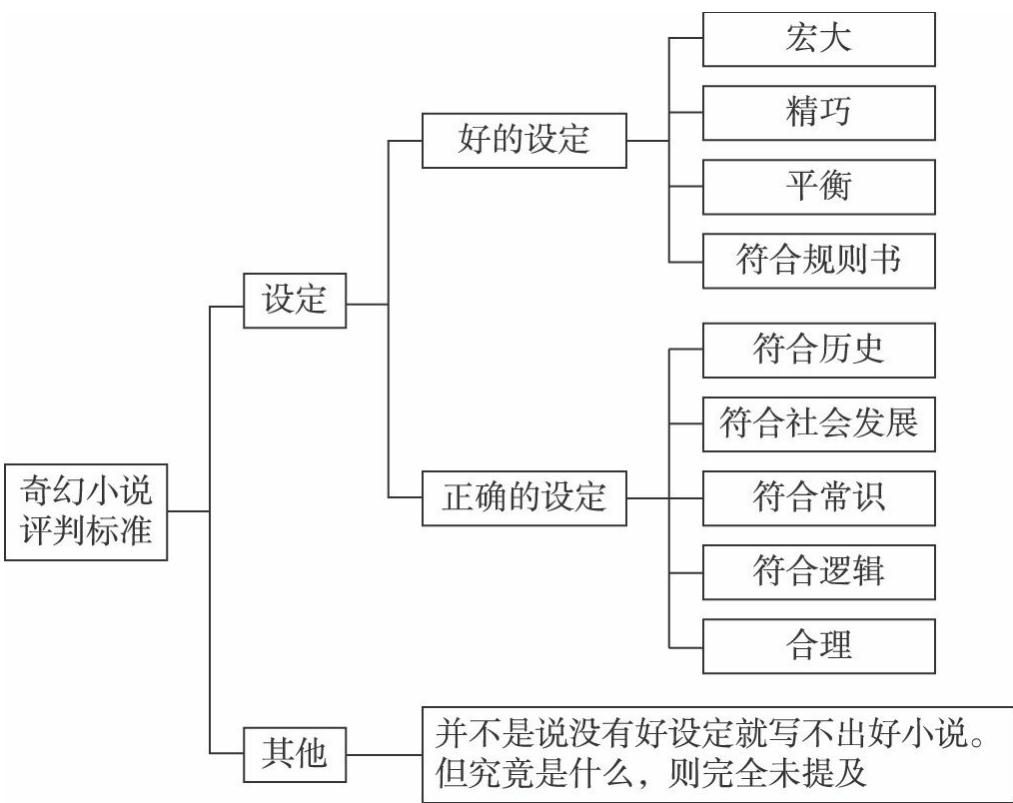 宏大
精巧
好的设定
平衡
符合规则书
设定
符合历史
符合社会发展
奇幻小说
评判标准
正确的设定
符合常识
符合逻辑
合理
其他
并不是说没有好设定就写不出好小说。
但究竟是什么，则完全未提及